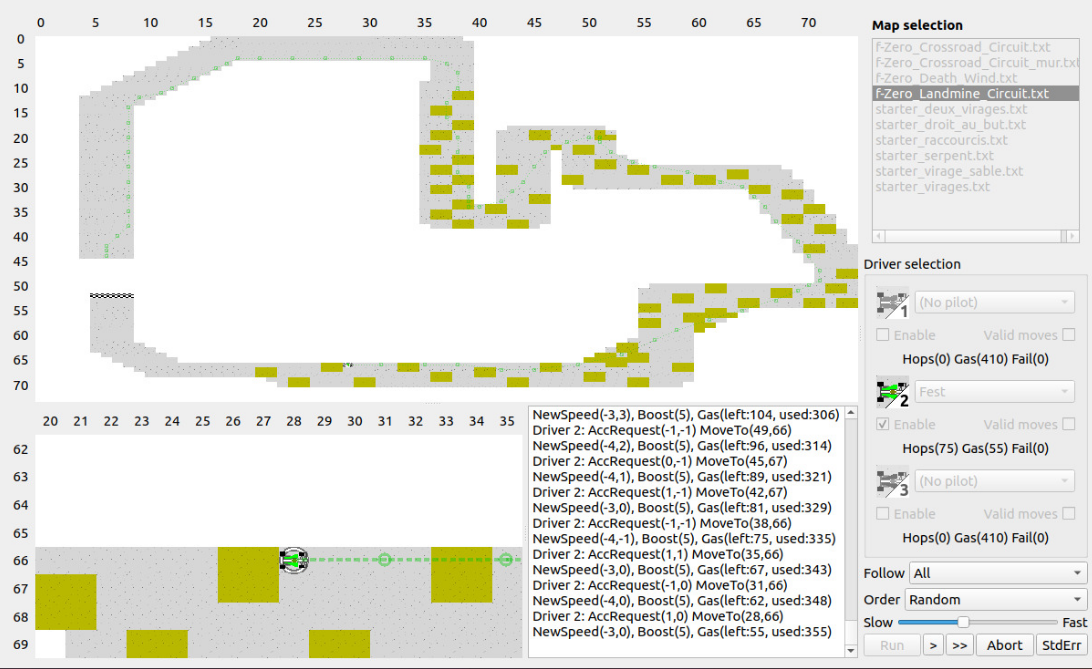 0 5 10 15 20 25 30 35 40 45 50 55 60 65 70
0
5
10
15
20
25
30
35
40
45
50
55
60
65
70
20 21 22 23 24 25 26 27 28 29 30 31 32 33 34 35
62
63
64
65
66
67
68
69
NewSpeed(-3,3), Boost(5), Gas(left:104, used:306)
Driver 2: AccRequest(-1,-1) MoveTo(49,66)
NewSpeed(-4,2), Boost(5), Gas(left:96, used:314)
Driver 2: AccRequest(0,-1) MoveTo(45,67)
NewSpeed(-4,1), Boost(5), Gas(left:89, used:321)
Driver 2: AccRequest(1,-1) MoveTo(42,67)
NewSpeed(-3,0), Boost(5), Gas(left:81, used:329)
Driver 2: AccRequest(-1,-1) MoveTo(38,66)
NewSpeed(-4,-1), Boost(5), Gas(left:75, used:335)
Driver 2: AccRequest(1,1) MoveTo(35,66)
NewSpeed(-3,0), Boost(5), Gas(left:67, used:343)
Driver 2: AccRequest(-1,0) MoveTo(31,66)
NewSpeed(-4,0), Boost(5), Gas(left:62, used:348)
Driver 2: AccRequest(1,0) MoveTo(28,66)
NewSpeed(-3,0), Boost(5), Gas(left:55, used:355)
Map selection
f-Zero_Crossroad_Circuit.txt
f-Zero_Crossroad_Circuit_mur.txt
f-Zero_Death_Wind.txt
f-Zero_Landmine_Circuit.txt
starter_deux_virages.txt
starter_droit_au_but.txt
starter_raccourcis.txt
starter_serpent.txt
starter_virage_sable.txt
starter_virages.txt
Driver selection
1 (No pilot)
Enable Valid moves
Hops(0) Gas(410) Fail(0)
2 Fest
Enable Valid moves
Hops(75) Gas(55) Fail(0)
3 (No pilot)
Enable Valid moves
Hops(0) Gas(410) Fail(0)
Follow All
Order Random
Slow Fast
Run > >> Abort StdErr